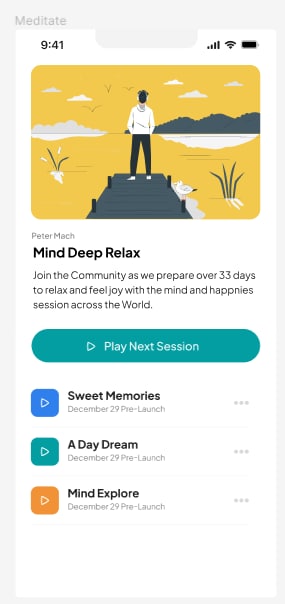 Meditate
9:41
Peter Mach
Mind Deep Relax
Join the Community as we prepare over 33 days
to relax and feel joy with the mind and happnies
session across the World.
Play Next Session
Sweet Memories
December 29 Pre-Launch
A Day Dream
December 29 Pre-Launch
Mind Explore
December 29 Pre-Launch